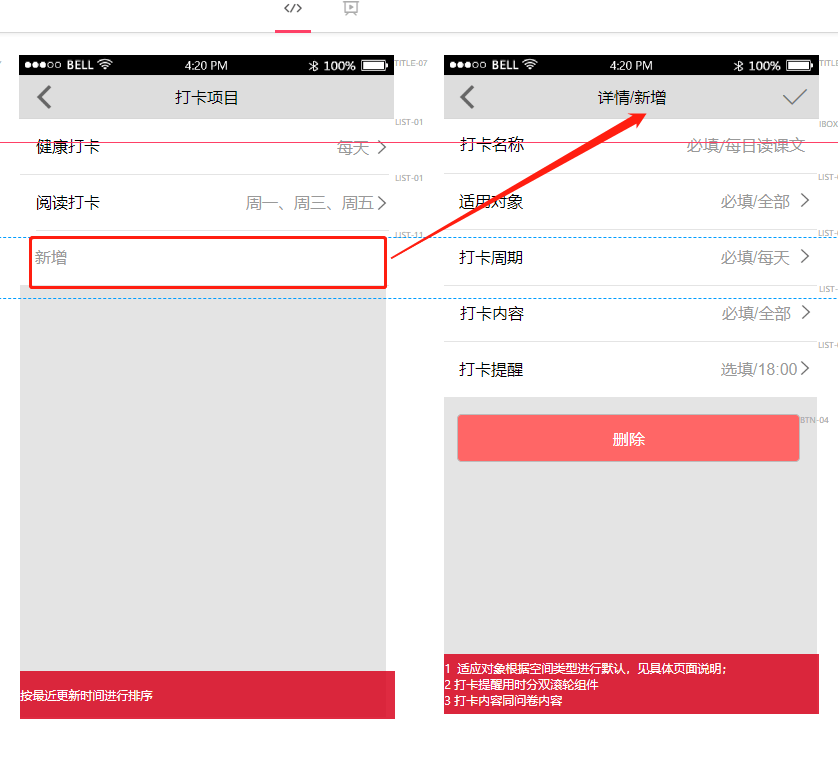 BELL 4:20 PM 100%
TITLE-07
打卡项目
LIST-01
健康打卡 每天
LIST-01
阅读打卡 周一、周三、周五
LIST-11
新增
按最近更新时间进行排序
BELL 4:20 PM 100%
TITLE
详情/新增
IBOX
打卡名称 必填/每日读课文
LIST-
适用对象 必填/全部
LIST-
打卡周期 必填/每天
LIST-
打卡内容 必填/全部
LIST-
打卡提醒 选填/18:00
BTN-04
删除
1 适应对象根据空间类型进行默认，见具体页面说明；
2 打卡提醒用时分双滚轮组件
3 打卡内容同问卷内容